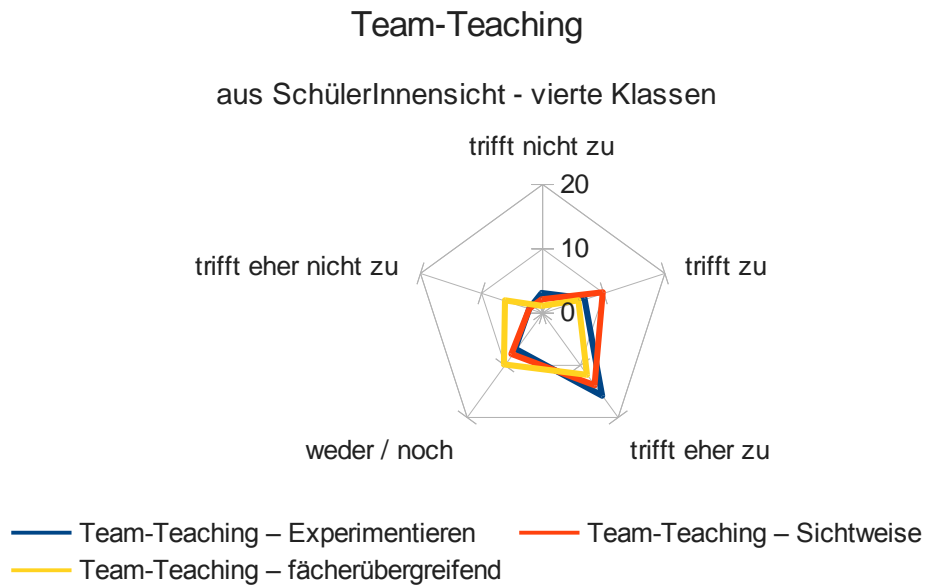 Team-Teaching
aus SchülerInnensicht - vierte Klassen
trifft nicht zu
20
trifft eher nicht zu
10
trifft zu
0
weder / noch
trifft eher zu
Team-Teaching – Experimentieren
Team-Teaching – Sichtweise
Team-Teaching – fächerübergreifend